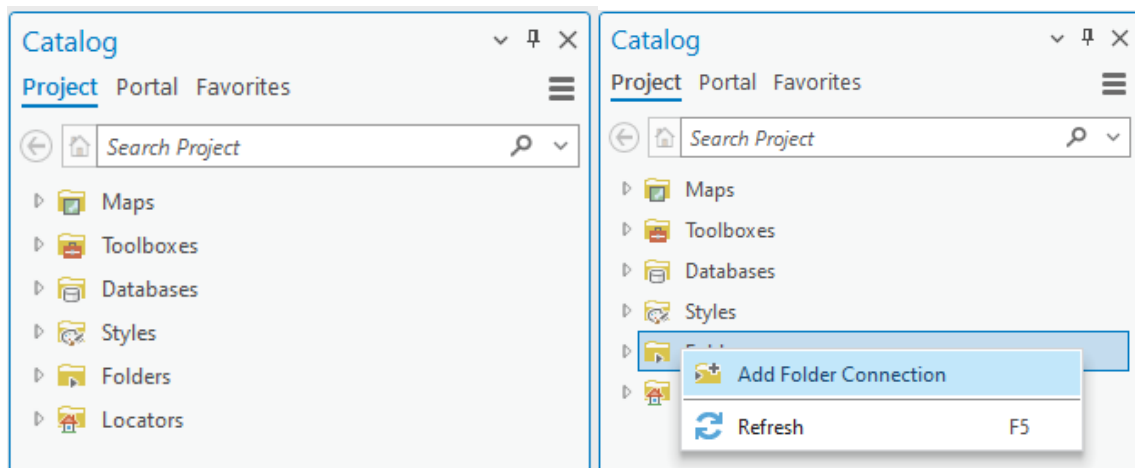 Catalog
Project Portal Favorites
Search Project
Maps
Toolboxes
Databases
Styles
Folders
Locators
Catalog
Project Portal Favorites
Search Project
Maps
Toolboxes
Databases
Styles
Add Folder Connection
Refresh F5